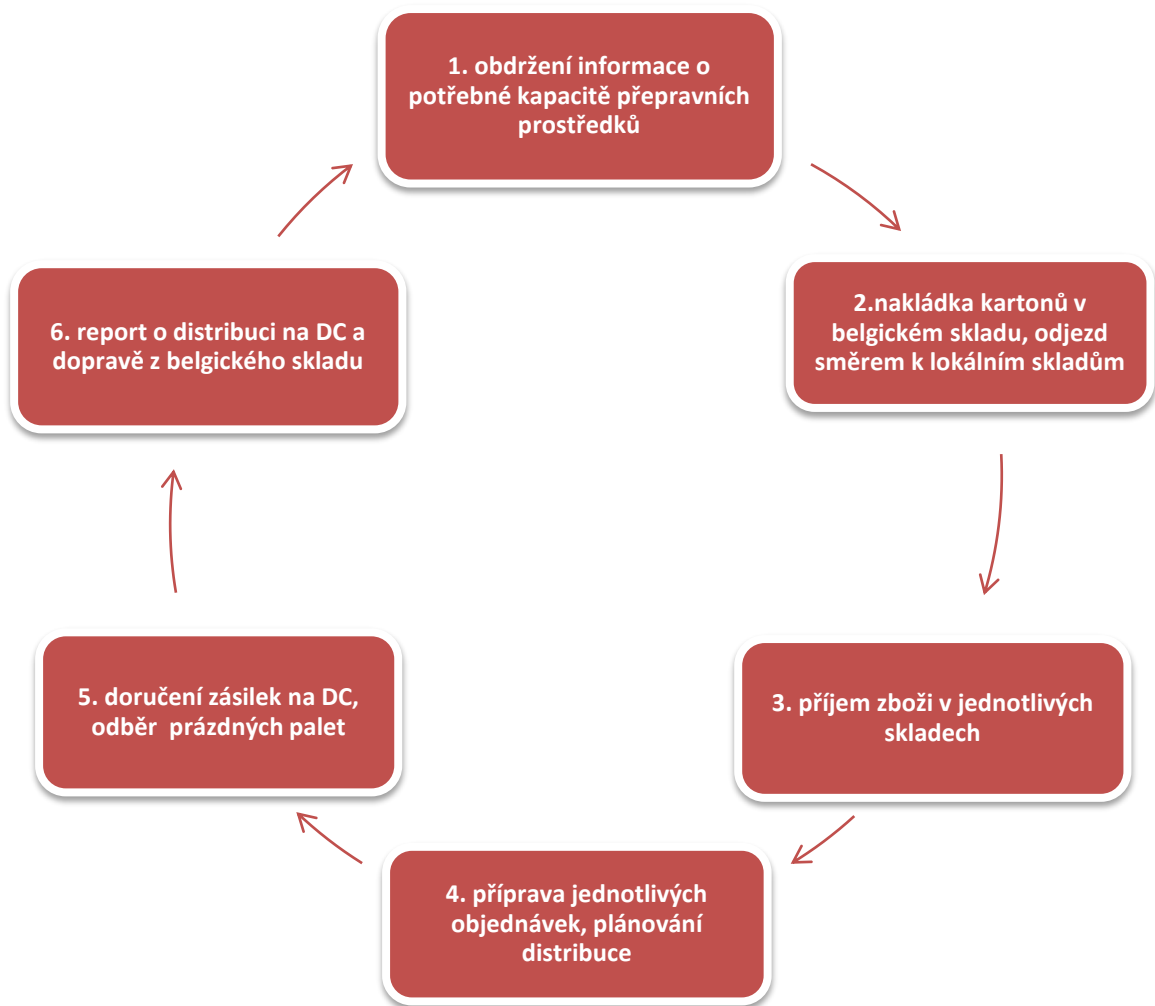 1. obdržení informace o
potřebné kapacitě přepravních
prostředků
2.nakládka kartonů v
belgickém skladu, odjezd
směrem k lokálním skladům
3. příjem zboži v jednotlivých
skladech
4. příprava jednotlivých
objednávek, plánování
distribuce
5. doručení zásilek na DC,
odběr  prázdných palet
6. report o distribuci na DC a
dopravě z belgického skladu